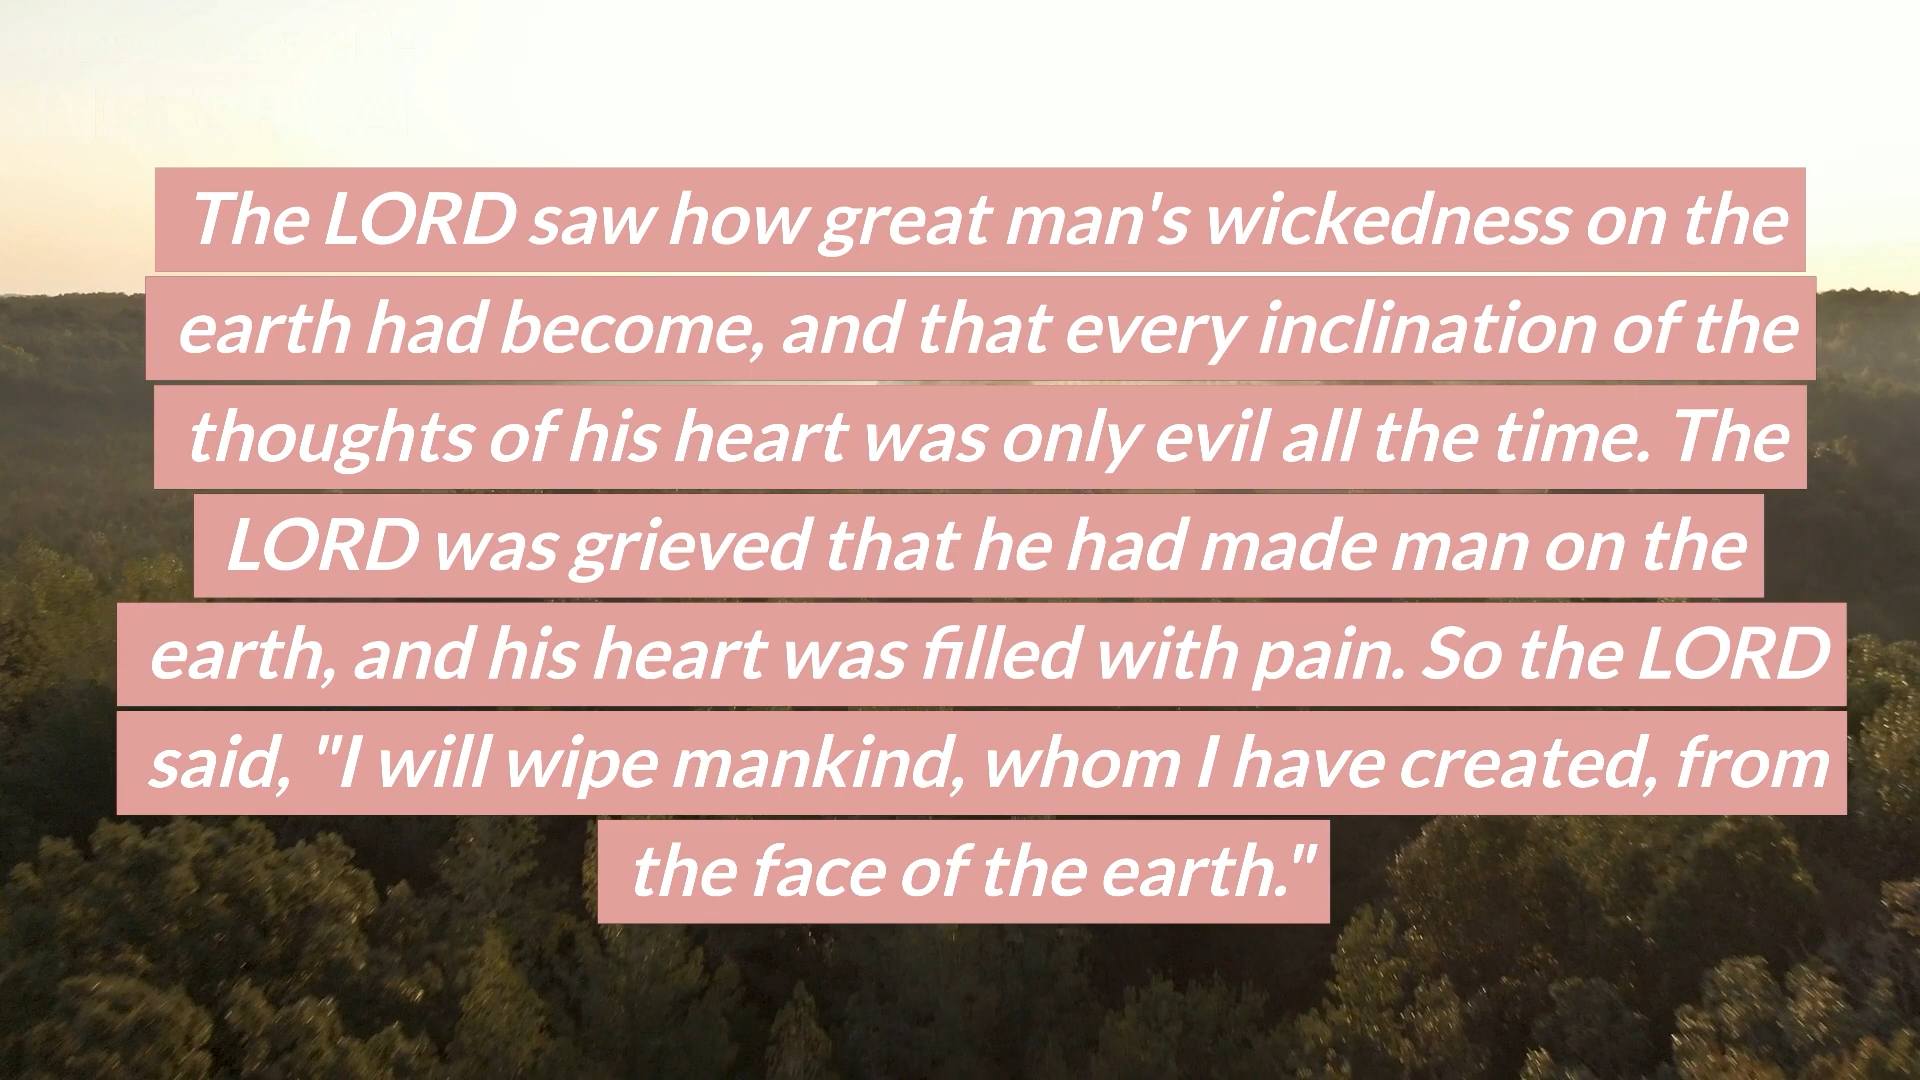 The LORD saw how great man's wickedness on the
earth had become, and that every inclination of the
thoughts of his heart was only evil all the time. The
LORD was grieved that he had made man on the
earth, and his heart was filled with pain. So the LORD
said, "I will wipe mankind, whom I have created, from
the face of the earth."